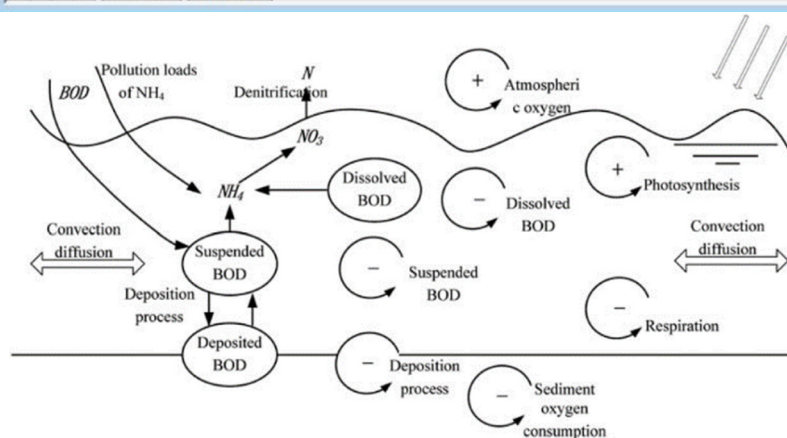 BOD
Pollution loads
of NH₄
N
Denitrification
NO₃
+
Atmospheri
c oxygen
NH₄
Dissolved
BOD
−
Dissolved
BOD
+
Photosynthesis
Convection
diffusion
Suspended
BOD
−
Suspended
BOD
Convection
diffusion
Deposition
process
−
Respiration
Deposited
BOD
−
Deposition
process
−
Sediment
oxygen
consumption